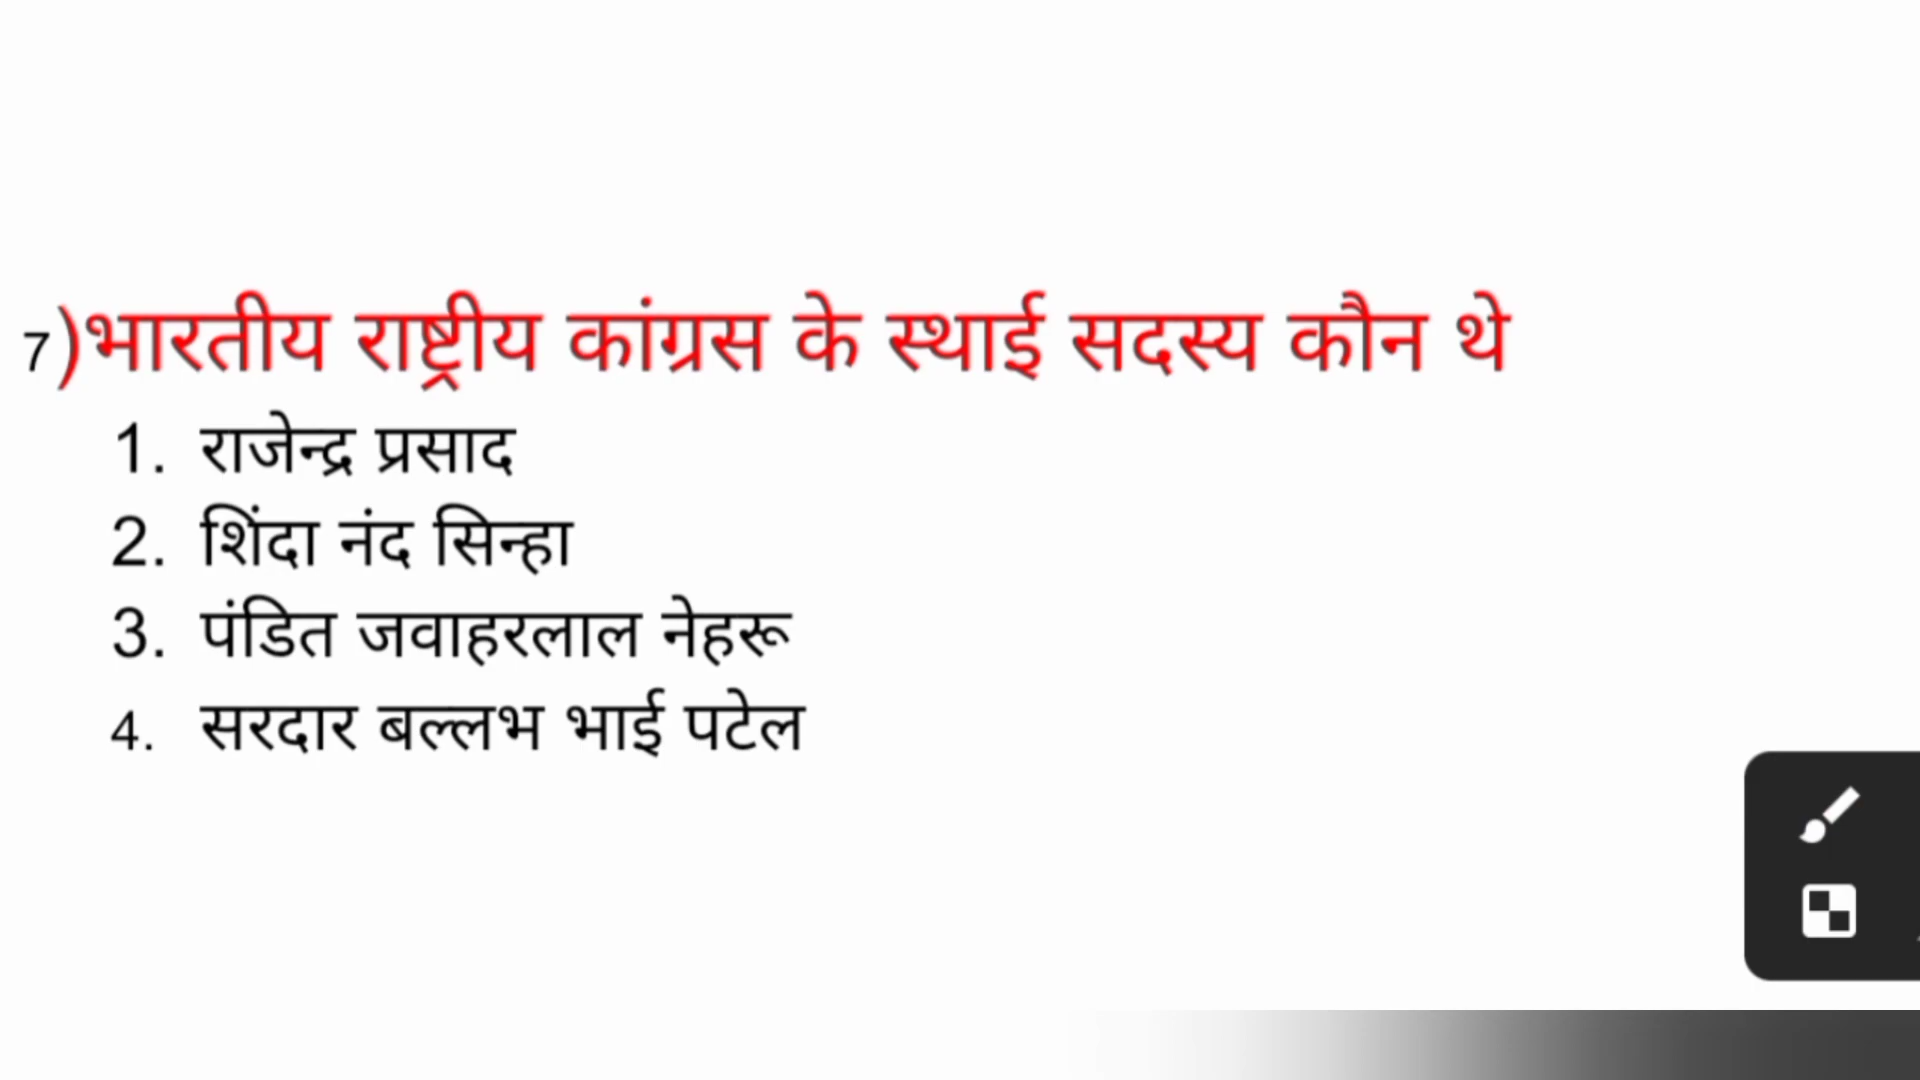 7)भारतीय राष्ट्रीय कांग्रस के स्थाई सदस्य कौन थे
1. राजेन्द्र प्रसाद
2. शिंदा नंद सिन्हा
3. पंडित जवाहरलाल नेहरू
4. सरदार बल्लभ भाई पटेल